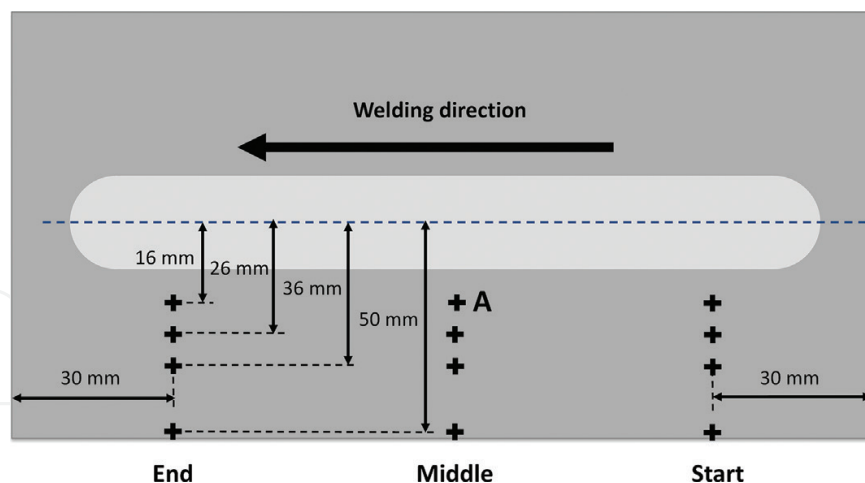 Welding direction
16 mm
26 mm
36 mm
50 mm
A
30 mm
30 mm
End
Middle
Start